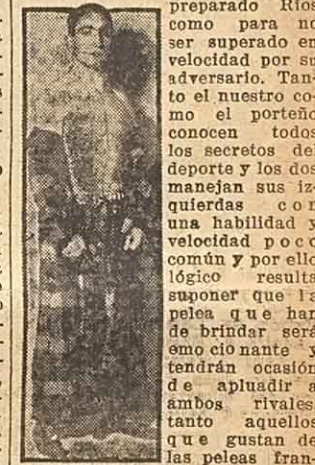 preparado Ríos
como para no
ser superado en
velocidad por su
adversario. Tan-
to el nuestro co-
mo el porteño
conocen todos
los secretos del
deporte y los dos
manejan sus iz-
quierdas con
una habilidad y
velocidad poco
común y por ello
lógico resulta
suponer que la
pelea que han
de brindar será
emo cio nante y
tendrán ocasión
de apluadir a
ambos rivales,
tanto aquellos
que gustan de
las peleas fran-